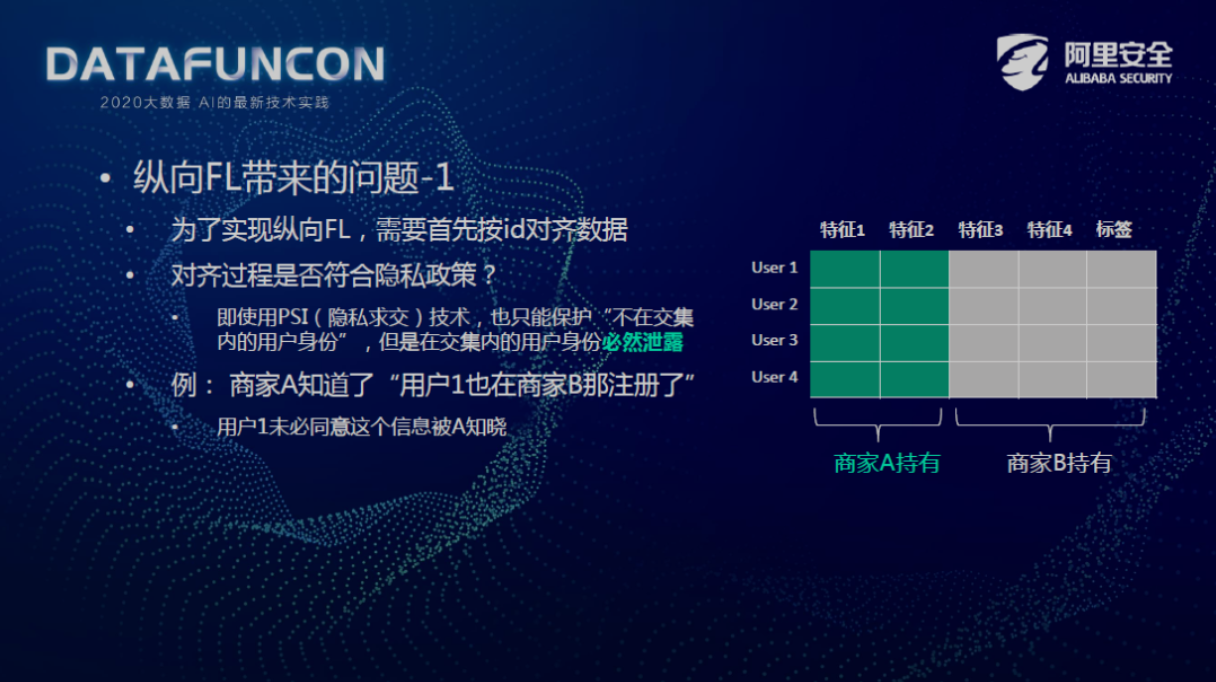 DATAFUNCON
2020大数据 AI的最新技术实践
阿里安全
ALIBABA SECURITY
• 纵向FL带来的问题-1
• 为了实现纵向FL，需要首先按id对齐数据
• 对齐过程是否符合隐私政策？
• 即使用PSI（隐私求交）技术，也只能保护“不在交集
内的用户身份”，但是在交集内的用户身份必然泄露
• 例： 商家A知道了“用户1也在商家B那注册了”
• 用户1未必同意这个信息被A知晓
特征1 特征2 特征3 特征4 标签
User 1
User 2
User 3
User 4
商家A持有 商家B持有